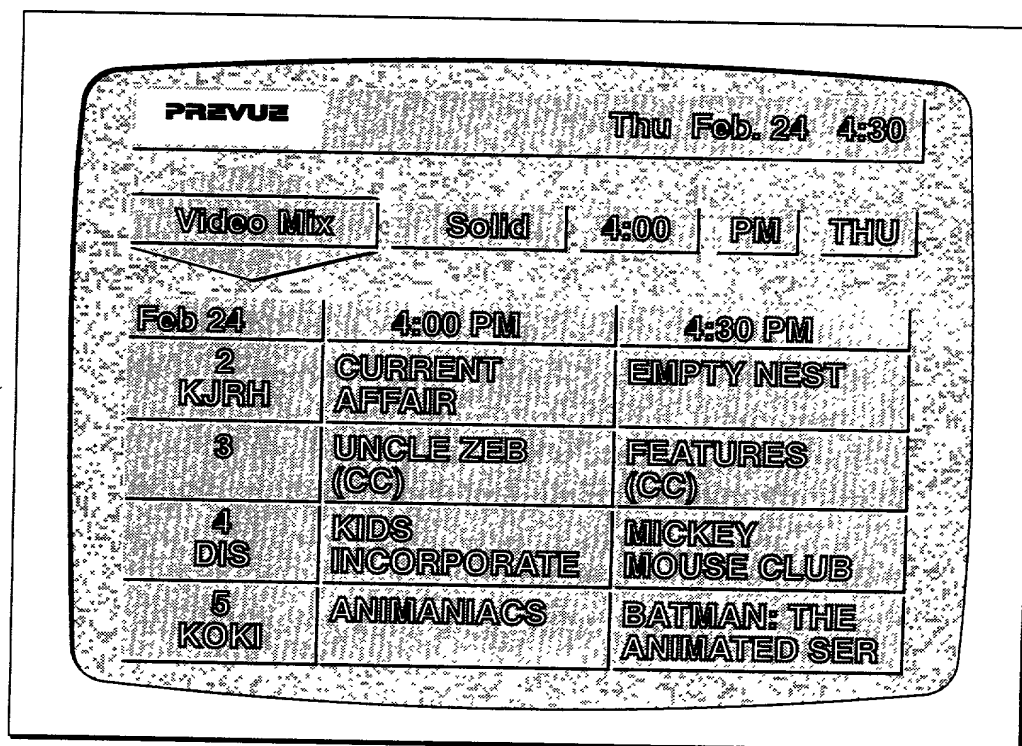 PREVUE
Thu Feb. 24 4:30
Video Mix Solid 4:00 PM THU
Feb 24 4:00 PM 4:30 PM
2
KJRH
CURRENT
AFFAIR
EMPTY NEST
3
UNCLE ZEB
(CC)
FEATURES
(CC)
4
DIS
KIDS
INCORPORATE
MICKEY
MOUSE CLUB
5
KOKI
ANIMANIACS
BATMAN: THE
ANIMATED SER